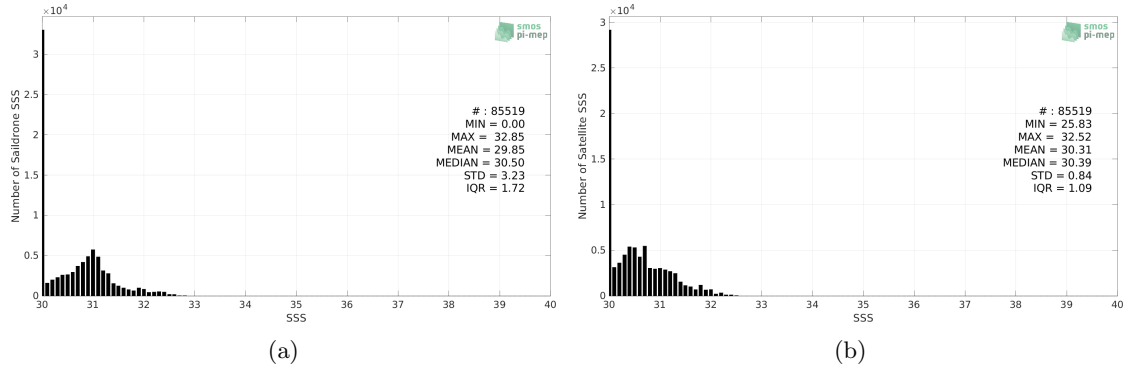 ×10⁴
smos
pi-mep
3
2.5
2
1.5
1
0.5
0
Number of Saildrone SSS
# : 85519
MIN = 0.00
MAX = 32.85
MEAN = 29.85
MEDIAN = 30.50
STD = 3.23
IQR = 1.72
30 31 32 33 34 35 36 37 38 39 40
SSS
(a)
×10⁴
smos
pi-mep
3
2.5
2
1.5
1
0.5
0
Number of Satellite SSS
# : 85519
MIN = 25.83
MAX = 32.52
MEAN = 30.31
MEDIAN = 30.39
STD = 0.84
IQR = 1.09
30 31 32 33 34 35 36 37 38 39 40
SSS
(b)